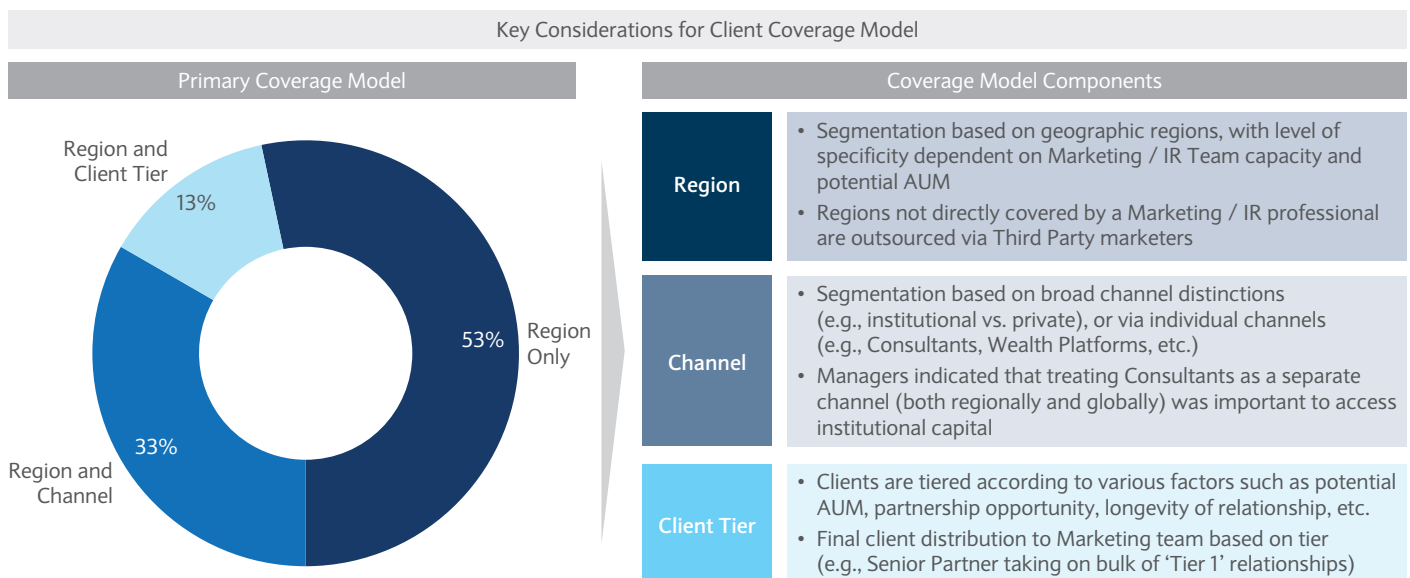 Key Considerations for Client Coverage Model
Primary Coverage Model
Region and
Client Tier
13%
53%
Region
Only
33%
Region and
Channel
Coverage Model Components
Region
• Segmentation based on geographic regions, with level of
specificity dependent on Marketing / IR Team capacity and
potential AUM
• Regions not directly covered by a Marketing / IR professional
are outsourced via Third Party marketers
Channel
• Segmentation based on broad channel distinctions
(e.g., institutional vs. private), or via individual channels
(e.g., Consultants, Wealth Platforms, etc.)
• Managers indicated that treating Consultants as a separate
channel (both regionally and globally) was important to access
institutional capital
Client Tier
• Clients are tiered according to various factors such as potential
AUM, partnership opportunity, longevity of relationship, etc.
• Final client distribution to Marketing team based on tier
(e.g., Senior Partner taking on bulk of ‘Tier 1’ relationships)